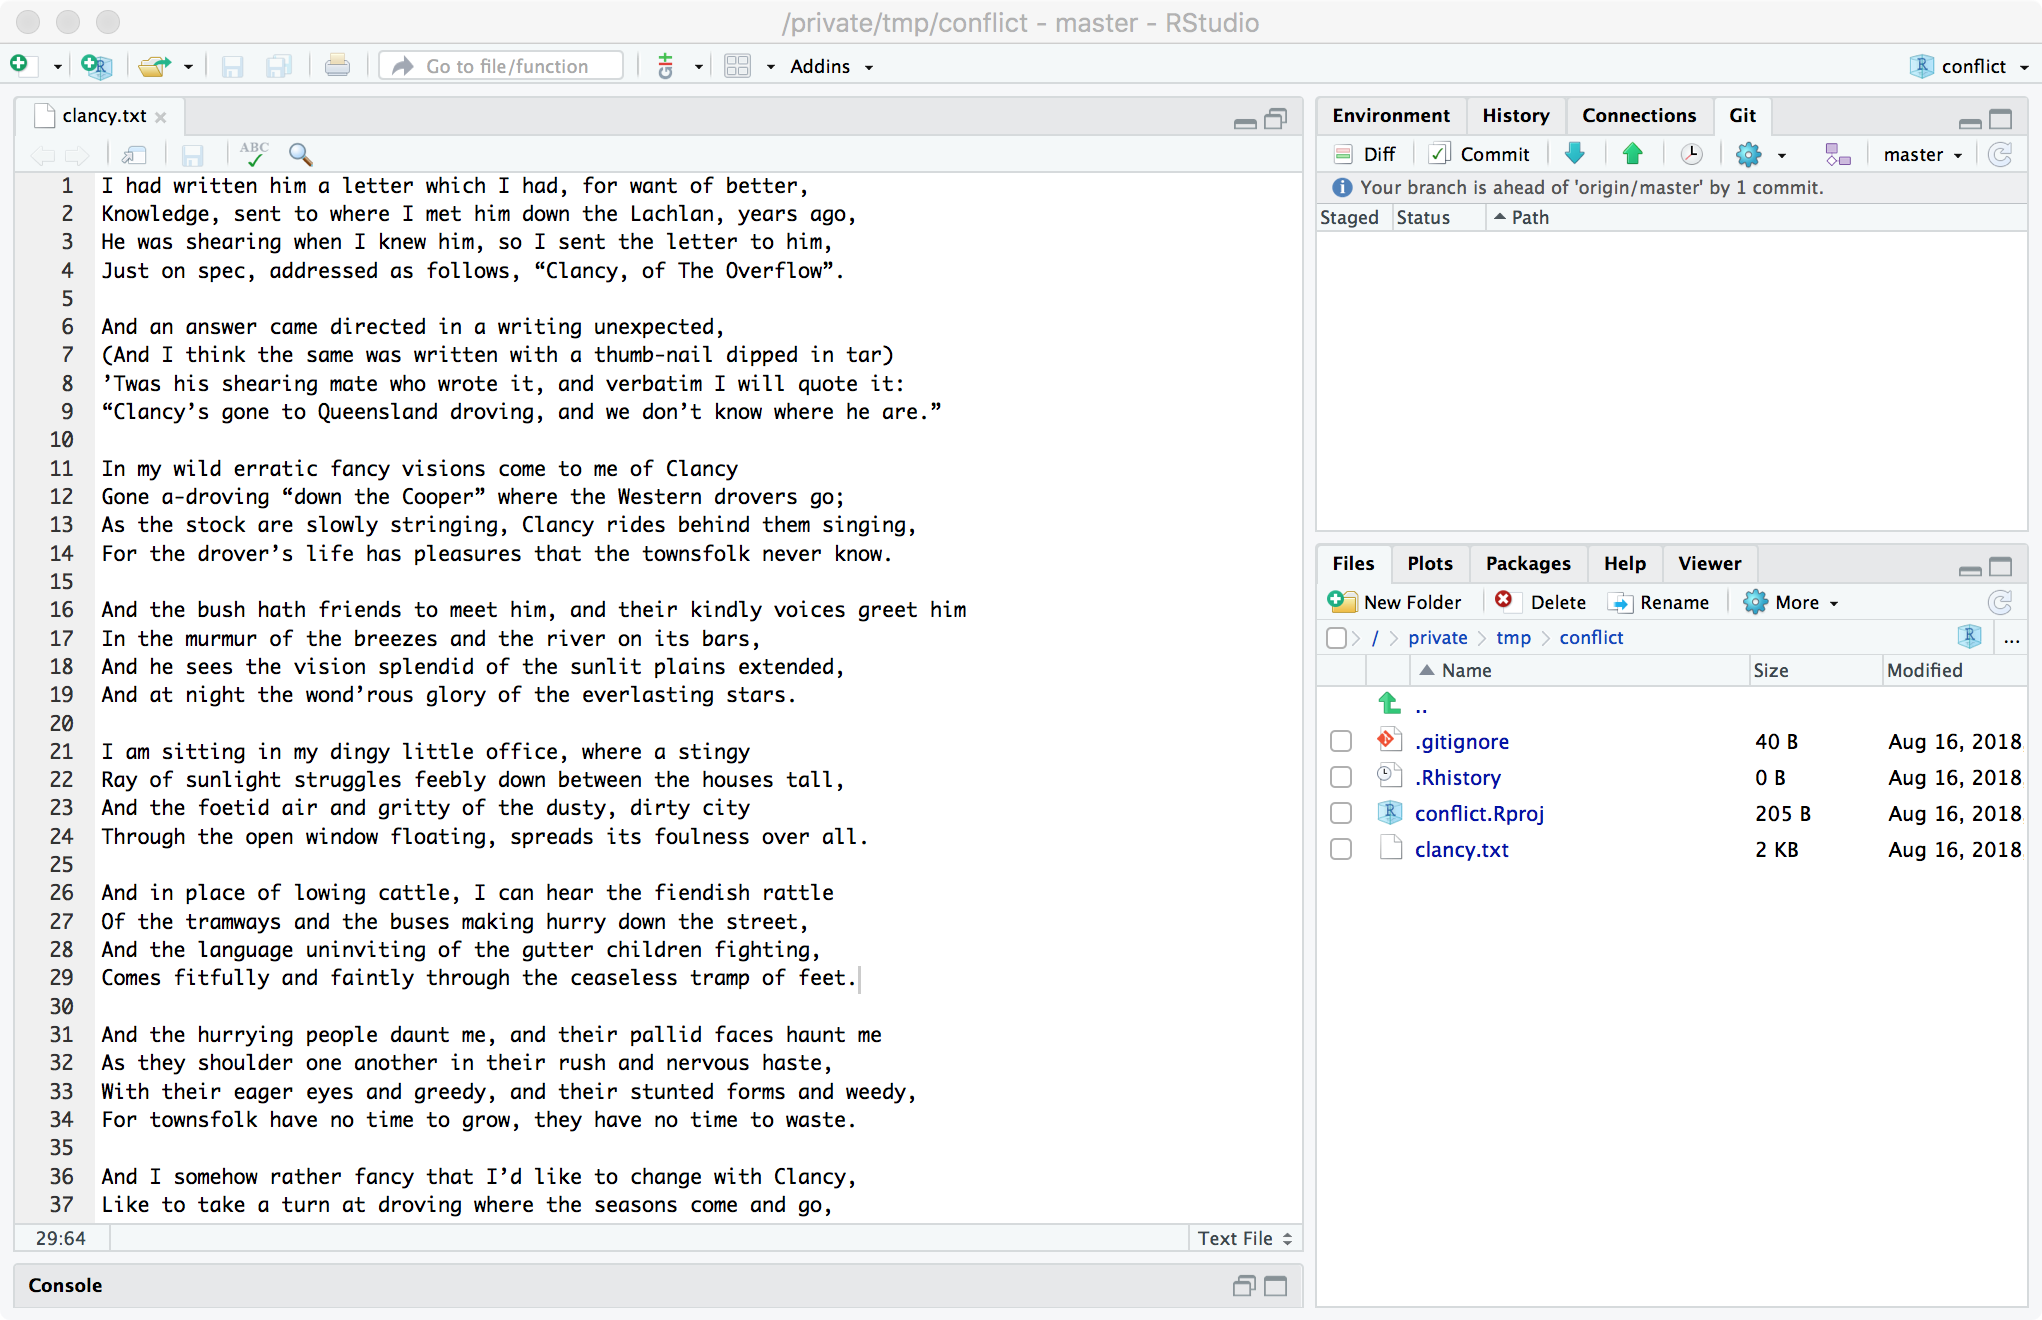 /private/tmp/conflict - master - RStudio
Go to file/function
Addins
conflict
clancy.txt
ABC
1 I had written him a letter which I had, for want of better,
2 Knowledge, sent to where I met him down the Lachlan, years ago,
3 He was shearing when I knew him, so I sent the letter to him,
4 Just on spec, addressed as follows, “Clancy, of The Overflow”.
5
6 And an answer came directed in a writing unexpected,
7 (And I think the same was written with a thumb-nail dipped in tar)
8 ’Twas his shearing mate who wrote it, and verbatim I will quote it:
9 “Clancy’s gone to Queensland droving, and we don’t know where he are.”
10
11 In my wild erratic fancy visions come to me of Clancy
12 Gone a-droving “down the Cooper” where the Western drovers go;
13 As the stock are slowly stringing, Clancy rides behind them singing,
14 For the drover’s life has pleasures that the townsfolk never know.
15
16 And the bush hath friends to meet him, and their kindly voices greet him
17 In the murmur of the breezes and the river on its bars,
18 And he sees the vision splendid of the sunlit plains extended,
19 And at night the wond’rous glory of the everlasting stars.
20
21 I am sitting in my dingy little office, where a stingy
22 Ray of sunlight struggles feebly down between the houses tall,
23 And the foetid air and gritty of the dusty, dirty city
24 Through the open window floating, spreads its foulness over all.
25
26 And in place of lowing cattle, I can hear the fiendish rattle
27 Of the tramways and the buses making hurry down the street,
28 And the language uninviting of the gutter children fighting,
29 Comes fitfully and faintly through the ceaseless tramp of feet.
30
31 And the hurrying people daunt me, and their pallid faces haunt me
32 As they shoulder one another in their rush and nervous haste,
33 With their eager eyes and greedy, and their stunted forms and weedy,
34 For townsfolk have no time to grow, they have no time to waste.
35
36 And I somehow rather fancy that I’d like to change with Clancy,
37 Like to take a turn at droving where the seasons come and go,
29:64
Text File
Console
Environment History Connections Git
Diff Commit master
Your branch is ahead of 'origin/master' by 1 commit.
Staged Status Path
Files Plots Packages Help Viewer
New Folder Delete Rename More
/ private tmp conflict ...
Name Size Modified
..
.gitignore 40 B Aug 16, 2018
.Rhistory 0 B Aug 16, 2018
conflict.Rproj 205 B Aug 16, 2018
clancy.txt 2 KB Aug 16, 2018